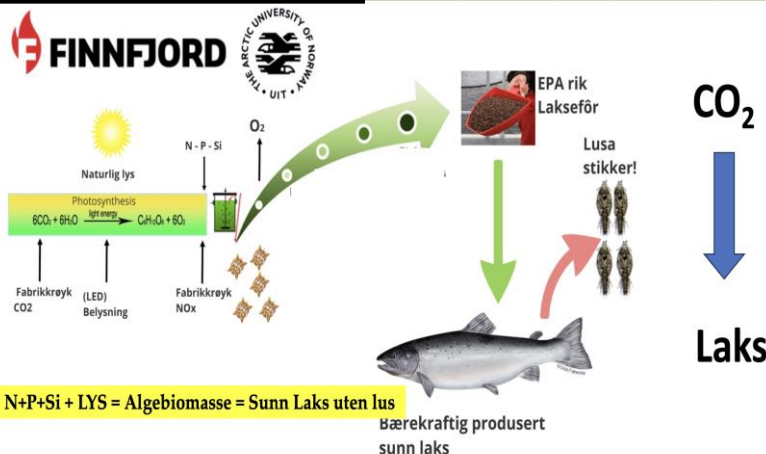 FINNFJORD
THE ARCTIC UNIVERSITY OF NORWAY
• UIT •
O₂
N - P - Si
Naturlig lys
Photosynthesis
light energy
6CO₂ + 6H₂O → C₆H₁₂O₆ + 6O₂
Fabrikkrøyk
CO2
(LED)
Belysning
Fabrikkrøyk
NOx
EPA rik
Laksefôr
Lusa
stikker!
CO₂
Laks
N+P+Si + LYS = Algebiomasse = Sunn Laks uten lus
Bærekraftig produsert
sunn laks